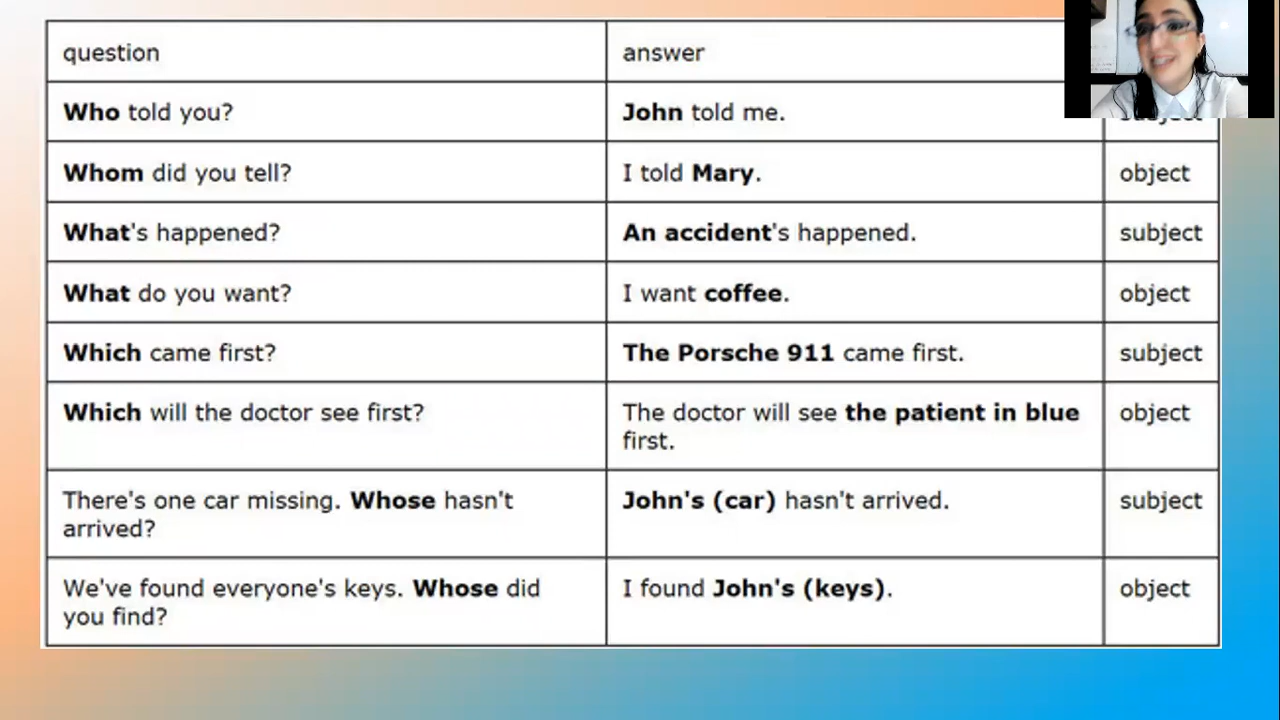 question
answer
Who told you?
John told me.
subject
Whom did you tell?
I told Mary.
object
What's happened?
An accident's happened.
subject
What do you want?
I want coffee.
object
Which came first?
The Porsche 911 came first.
subject
Which will the doctor see first?
The doctor will see the patient in blue
first.
object
There's one car missing. Whose hasn't
arrived?
John's (car) hasn't arrived.
subject
We've found everyone's keys. Whose did
you find?
I found John's (keys).
object